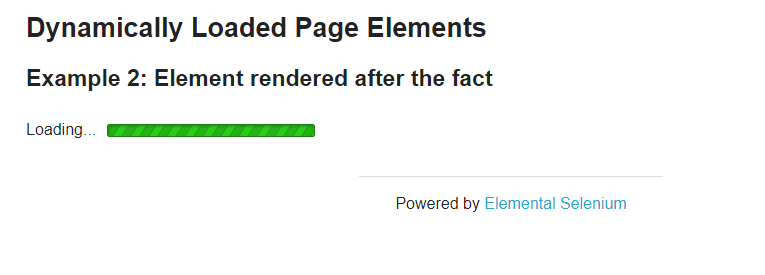 Dynamically Loaded Page Elements
Example 2: Element rendered after the fact
Loading...
Powered by Elemental Selenium